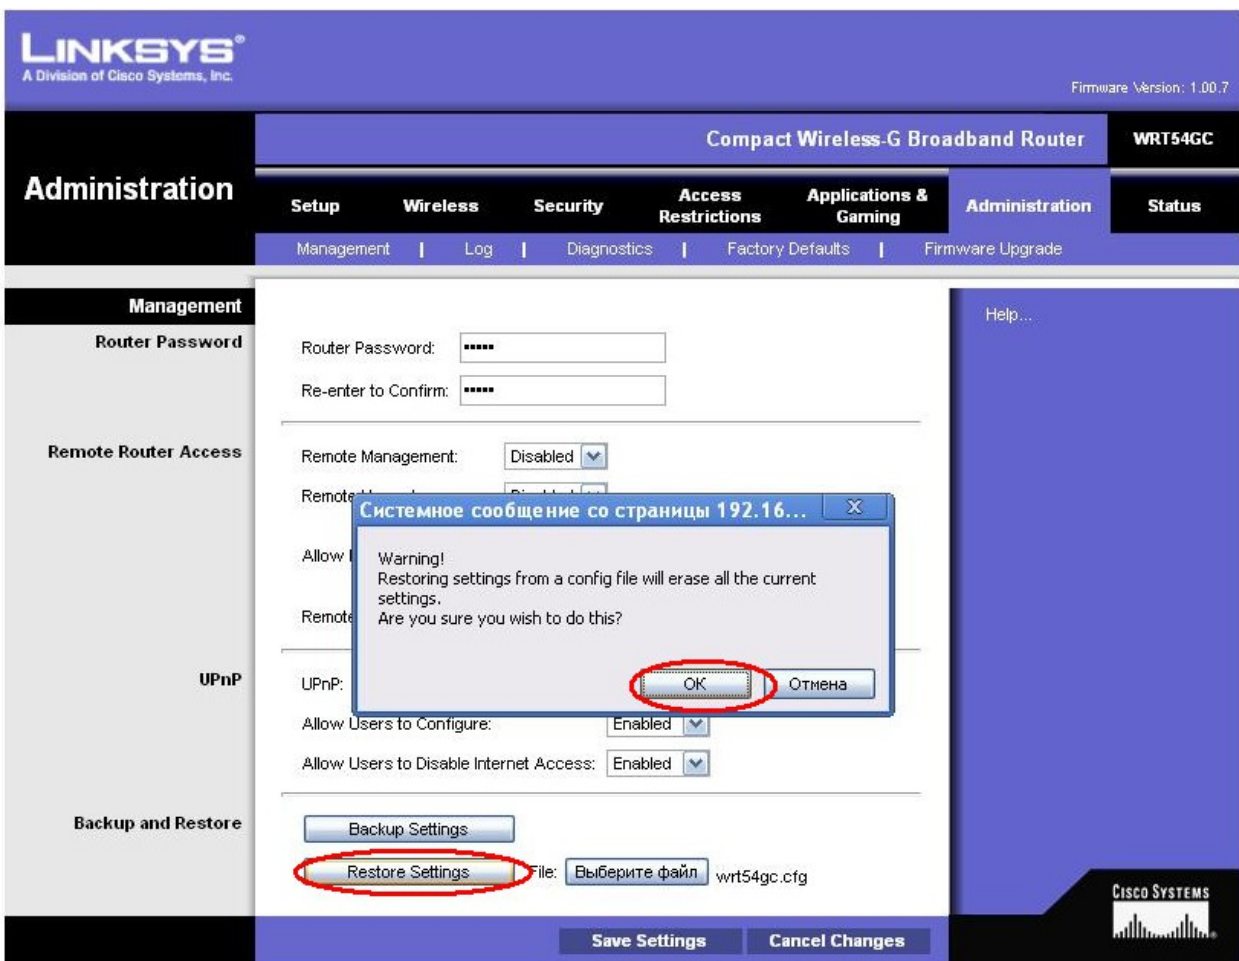 LINKSYS®
A Division of Cisco Systems, Inc.
Firmware Version: 1.00.7
Compact Wireless-G Broadband Router
WRT54GC
Administration
Setup
Wireless
Security
Access
Restrictions
Applications &
Gaming
Administration
Status
Management | Log | Diagnostics | Factory Defaults | Firmware Upgrade
Management
Help...
Router Password
Router Password: •••••
Re-enter to Confirm: •••••
Remote Router Access
Remote Management: Disabled
Remote
Системное сообщение со страницы 192.16...
X
Allow
Warning!
Restoring settings from a config file will erase all the current
settings.
Are you sure you wish to do this?
Remote
OK
Отмена
UPnP
UPnP:
Allow Users to Configure: Enabled
Allow Users to Disable Internet Access: Enabled
Backup and Restore
Backup Settings
Restore Settings File: Выберите файл wrt54gc.cfg
CISCO SYSTEMS
Save Settings
Cancel Changes